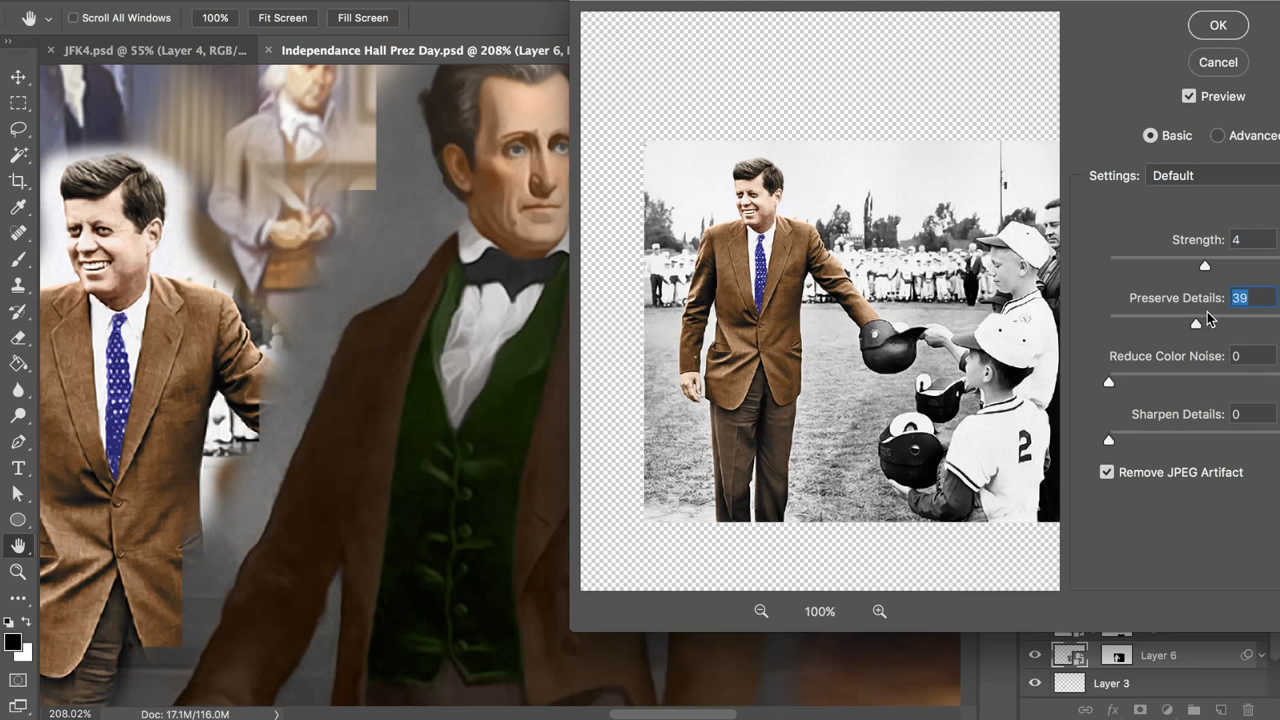 Scroll All Windows 100% Fit Screen Fill Screen
JFK4.psd @ 55% (Layer 4, RGB/...
Independance Hall Prez Day.psd @ 208% (Layer 6,
OK
Cancel
Preview
Basic Advance
Settings: Default
Strength: 4
Preserve Details: 39
Reduce Color Noise: 0
Sharpen Details: 0
Remove JPEG Artifact
2
100%
Layer 6
Layer 3
fx
208.02% Doc: 17.1M/116.0M